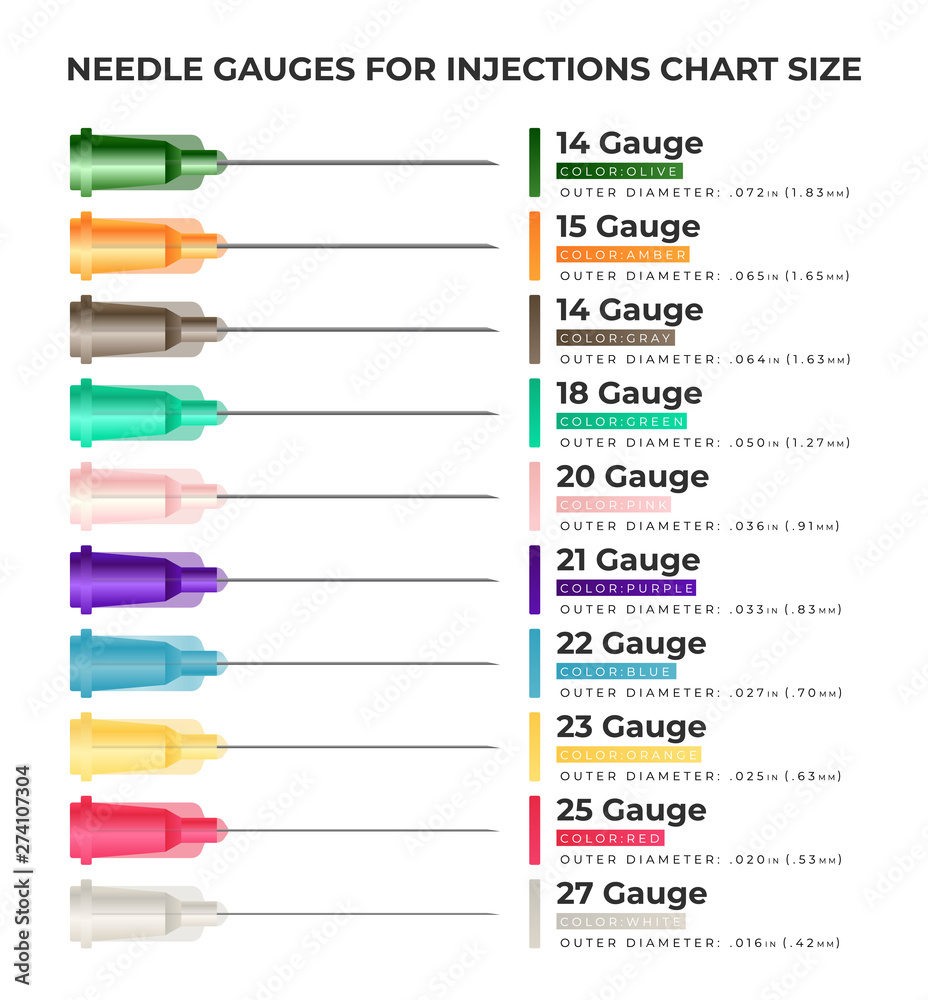 NEEDLE GAUGES FOR INJECTIONS CHART SIZE
14 Gauge
COLOR:OLIVE
OUTER DIAMETER: .072IN (1.83MM)
15 Gauge
COLOR:AMBER
OUTER DIAMETER: .065IN (1.65MM)
14 Gauge
COLOR:GRAY
OUTER DIAMETER: .064IN (1.63MM)
18 Gauge
COLOR:GREEN
OUTER DIAMETER: .050IN (1.27MM)
20 Gauge
COLOR:PINK
OUTER DIAMETER: .036IN (.91MM)
21 Gauge
COLOR:PURPLE
OUTER DIAMETER: .033IN (.83MM)
22 Gauge
COLOR:BLUE
OUTER DIAMETER: .027IN (.70MM)
23 Gauge
COLOR:ORANGE
OUTER DIAMETER: .025IN (.63MM)
25 Gauge
COLOR:RED
OUTER DIAMETER: .020IN (.53MM)
27 Gauge
COLOR:WHITE
OUTER DIAMETER: .016IN (.42MM)
Adobe Stock | #274107304
Adobe Stock